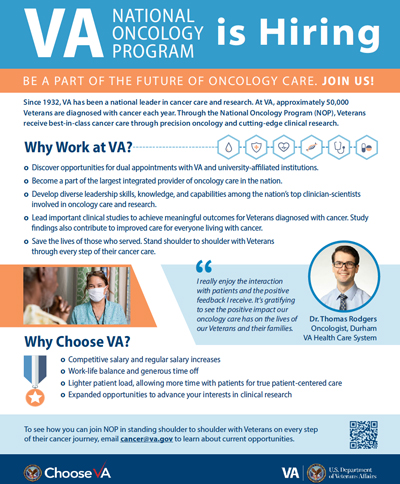 VA NATIONAL
ONCOLOGY
PROGRAM
is Hiring
BE A PART OF THE FUTURE OF ONCOLOGY CARE. JOIN US!
Since 1932, VA has been a national leader in cancer care and research. At VA, approximately 50,000
Veterans are diagnosed with cancer each year. Through the National Oncology Program (NOP), Veterans
receive best-in-class cancer care through precision oncology and cutting-edge clinical research.
Why Work at VA?
Discover opportunities for dual appointments with VA and university-affiliated institutions.
Become a part of the largest integrated provider of oncology care in the nation.
Develop diverse leadership skills, knowledge, and capabilities among the nation's top clinician-scientists
involved in oncology care and research.
Lead important clinical studies to achieve meaningful outcomes for Veterans diagnosed with cancer. Study
findings also contribute to improved care for everyone living with cancer.
Save the lives of those who served. Stand shoulder to shoulder with Veterans
through every step of their cancer care.
“
I really enjoy the interaction
with patients and the positive
feedback I receive. It's gratifying
to see the positive impact our
oncology care has on the lives of
our Veterans and their families.
Dr. Thomas Rodgers
Oncologist, Durham
VA Health Care System
Why Choose VA?
Competitive salary and regular salary increases
Work-life balance and generous time off
Lighter patient load, allowing more time with patients for true patient-centered care
Expanded opportunities to advance your interests in clinical research
To see how you can join NOP in standing shoulder to shoulder with Veterans on every step
of their cancer journey, email cancer@va.gov to learn about current opportunities.
Choose VA
VA
U.S. Department
of Veterans Affairs